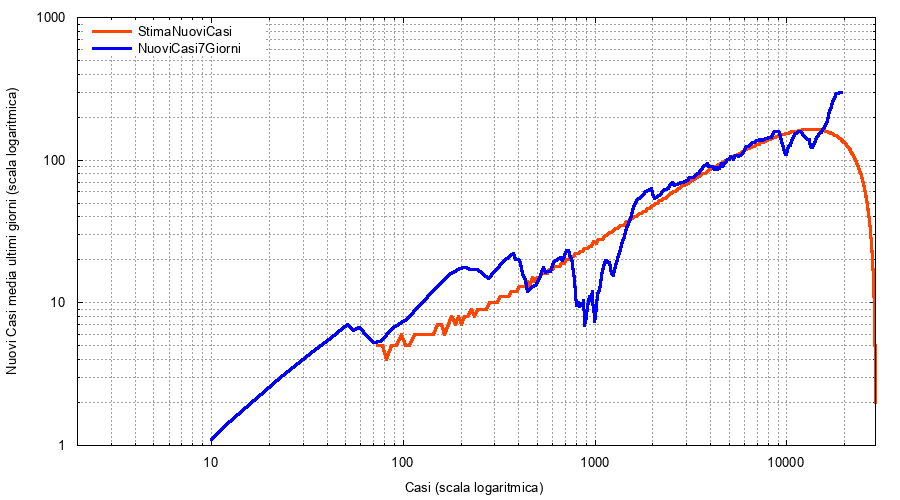 1000
StimaNuoviCasi
NuoviCasi7Giorni
100
10
1
Nuovi Casi media ultimi giorni (scala logaritmica)
10
100
1000
10000
Casi (scala logaritmica)